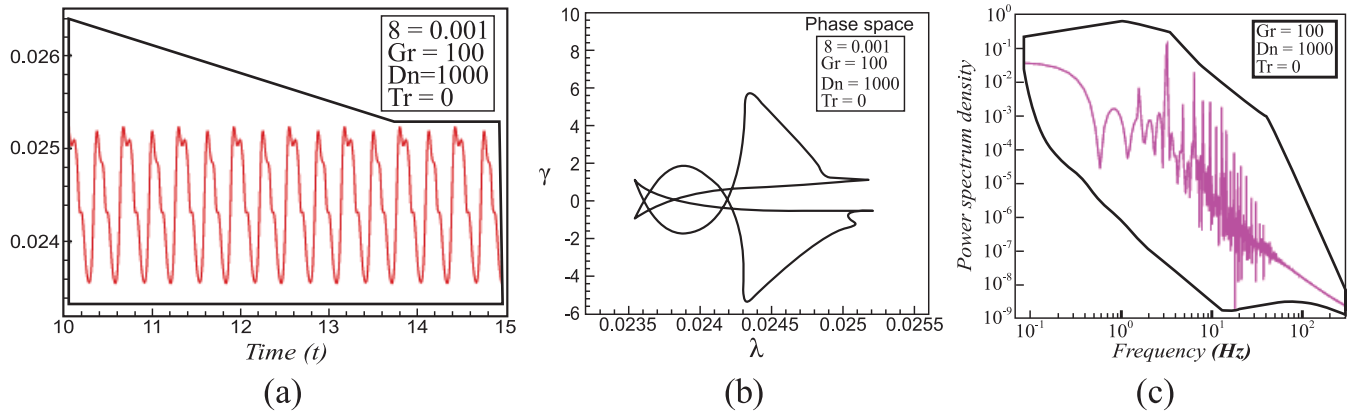 8 = 0.001
Gr = 100
Dn=1000
Tr = 0
0.026
0.025
0.024
10 11 12 13 14 15
Time (t)
(a)
Phase space
8 = 0.001
Gr = 100
Dn = 1000
Tr = 0
10
8
6
4
2
0
-2
-4
-6
γ
0.0235 0.024 0.0245 0.025 0.0255
λ
(b)
Gr = 100
Dn = 1000
Tr = 0
10^0
10^-1
10^-2
10^-3
10^-4
10^-5
10^-6
10^-7
10^-8
10^-9
Power spectrum density
10^-1 10^0 10^1 10^2
Frequency (Hz)
(c)